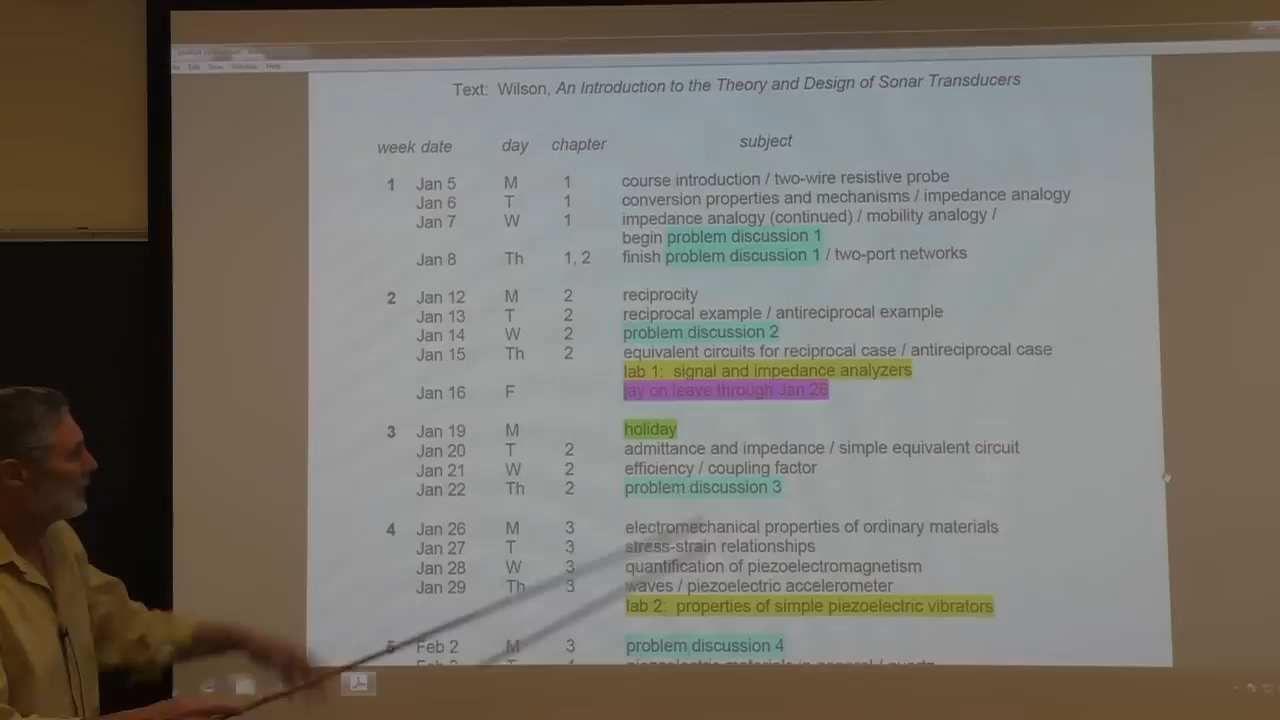 Edit View Window Help
Text: Wilson, An Introduction to the Theory and Design of Sonar Transducers
week date day chapter subject
1 Jan 5 M 1 course introduction / two-wire resistive probe
Jan 6 T 1 conversion properties and mechanisms / impedance analogy
Jan 7 W 1 impedance analogy (continued) / mobility analogy /
begin problem discussion 1
Jan 8 Th 1, 2 finish problem discussion 1 / two-port networks
2 Jan 12 M 2 reciprocity
Jan 13 T 2 reciprocal example / antireciprocal example
Jan 14 W 2 problem discussion 2
Jan 15 Th 2 equivalent circuits for reciprocal case / antireciprocal case
lab 1: signal and impedance analyzers
Jan 16 F jay on leave through Jan 26
3 Jan 19 M holiday
Jan 20 T 2 admittance and impedance / simple equivalent circuit
Jan 21 W 2 efficiency / coupling factor
Jan 22 Th 2 problem discussion 3
4 Jan 26 M 3 electromechanical properties of ordinary materials
Jan 27 T 3 stress-strain relationships
Jan 28 W 3 quantification of piezoelectromagnetism
Jan 29 Th 3 waves / piezoelectric accelerometer
lab 2: properties of simple piezoelectric vibrators
5 Feb 2 M 3 problem discussion 4